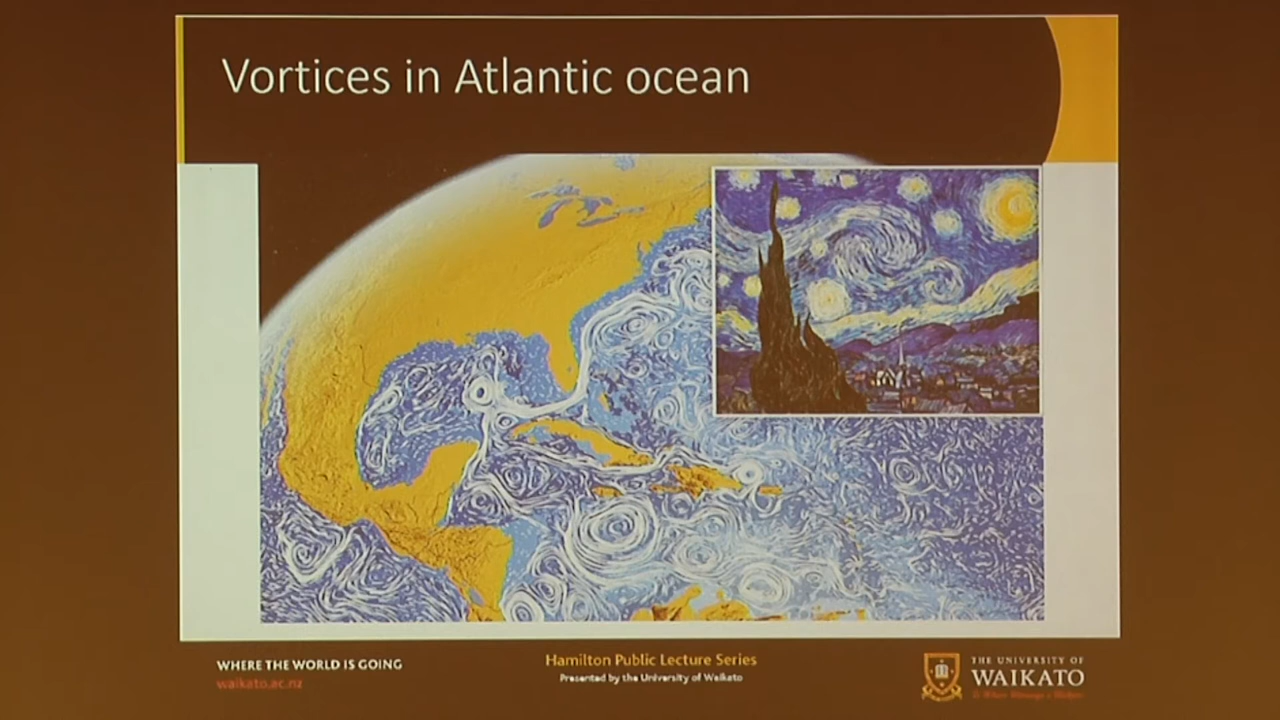 Vortices in Atlantic ocean
WHERE THE WORLD IS GOING
waikato.ac.nz
Hamilton Public Lecture Series
Presented by the University of Waikato
THE UNIVERSITY OF
WAIKATO